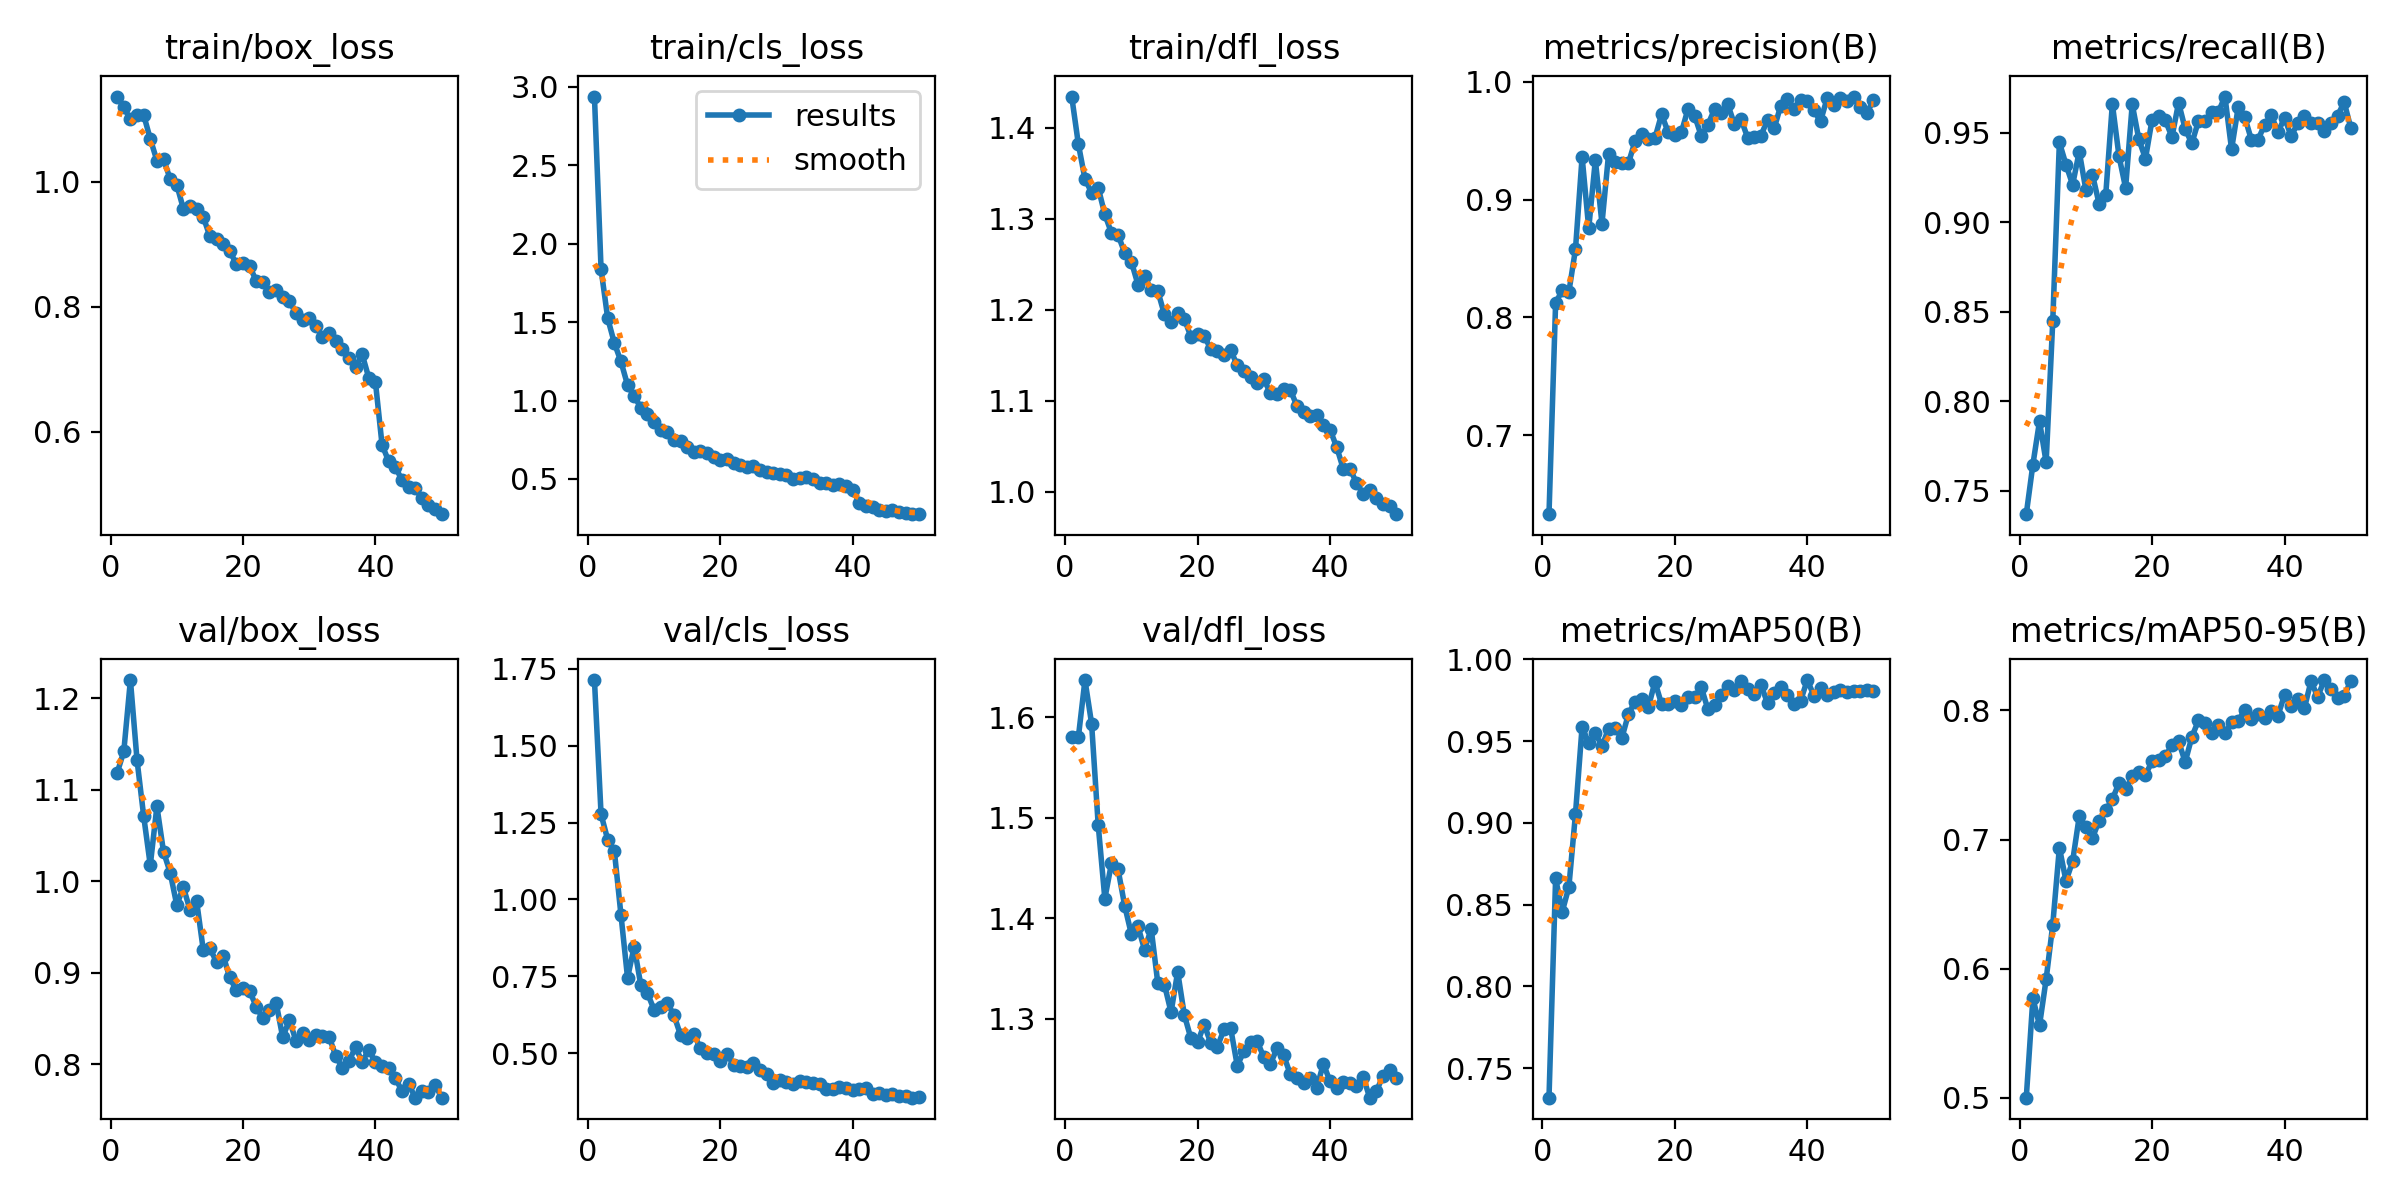 train/box_loss
1.0
0.8
0.6
0 20 40
train/cls_loss
results
smooth
3.0
2.5
2.0
1.5
1.0
0.5
0 20 40
train/dfl_loss
1.4
1.3
1.2
1.1
1.0
0 20 40
metrics/precision(B)
1.0
0.9
0.8
0.7
0 20 40
metrics/recall(B)
0.95
0.90
0.85
0.80
0.75
0 20 40
val/box_loss
1.2
1.1
1.0
0.9
0.8
0 20 40
val/cls_loss
1.75
1.50
1.25
1.00
0.75
0.50
0 20 40
val/dfl_loss
1.6
1.5
1.4
1.3
0 20 40
metrics/mAP50(B)
1.00
0.95
0.90
0.85
0.80
0.75
0 20 40
metrics/mAP50-95(B)
0.8
0.7
0.6
0.5
0 20 40